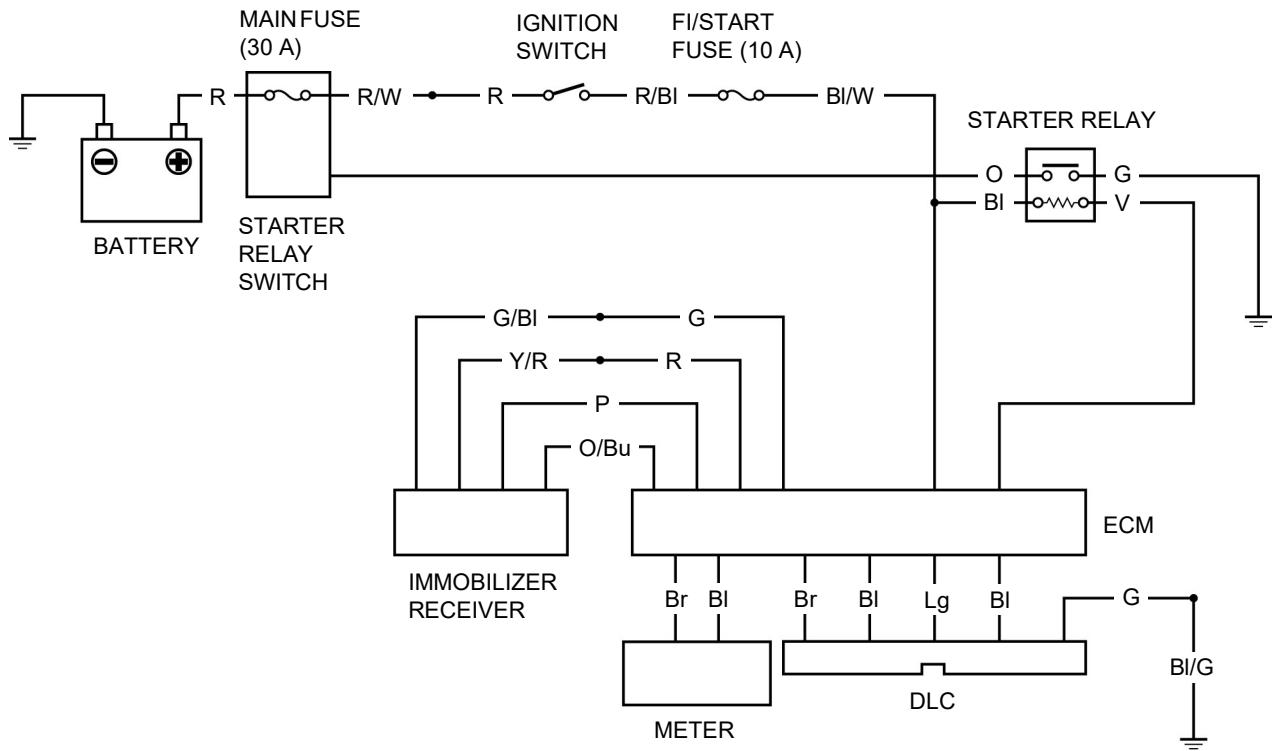 MAIN FUSE
(30 A)
IGNITION
SWITCH
FI/START
FUSE (10 A)
R
R/W
R
R/Bl
Bl/W
STARTER RELAY
O
G
Bl
V
BATTERY
STARTER
RELAY
SWITCH
G/Bl
G
Y/R
R
P
O/Bu
ECM
IMMOBILIZER
RECEIVER
Br
Bl
Br
Bl
Lg
Bl
G
Bl/G
DLC
METER